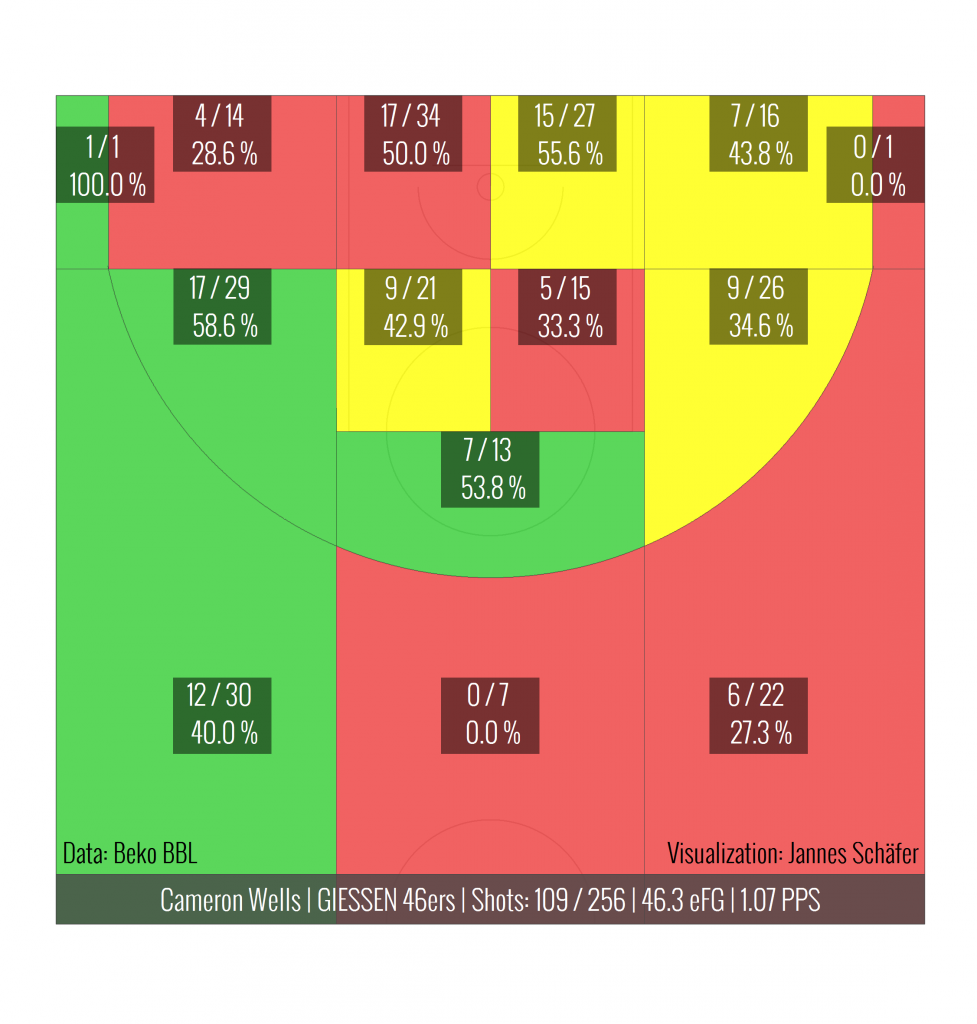 4 / 14
28.6 %
17 / 34
50.0 %
15 / 27
55.6 %
7 / 16
43.8 %
1 / 1
100.0 %
0 / 1
0.0 %
17 / 29
58.6 %
9 / 21
42.9 %
5 / 15
33.3 %
9 / 26
34.6 %
7 / 13
53.8 %
12 / 30
40.0 %
0 / 7
0.0 %
6 / 22
27.3 %
Data: Beko BBL
Visualization: Jannes Schäfer
Cameron Wells | GIESSEN 46ers | Shots: 109 / 256 | 46.3 eFG | 1.07 PPS